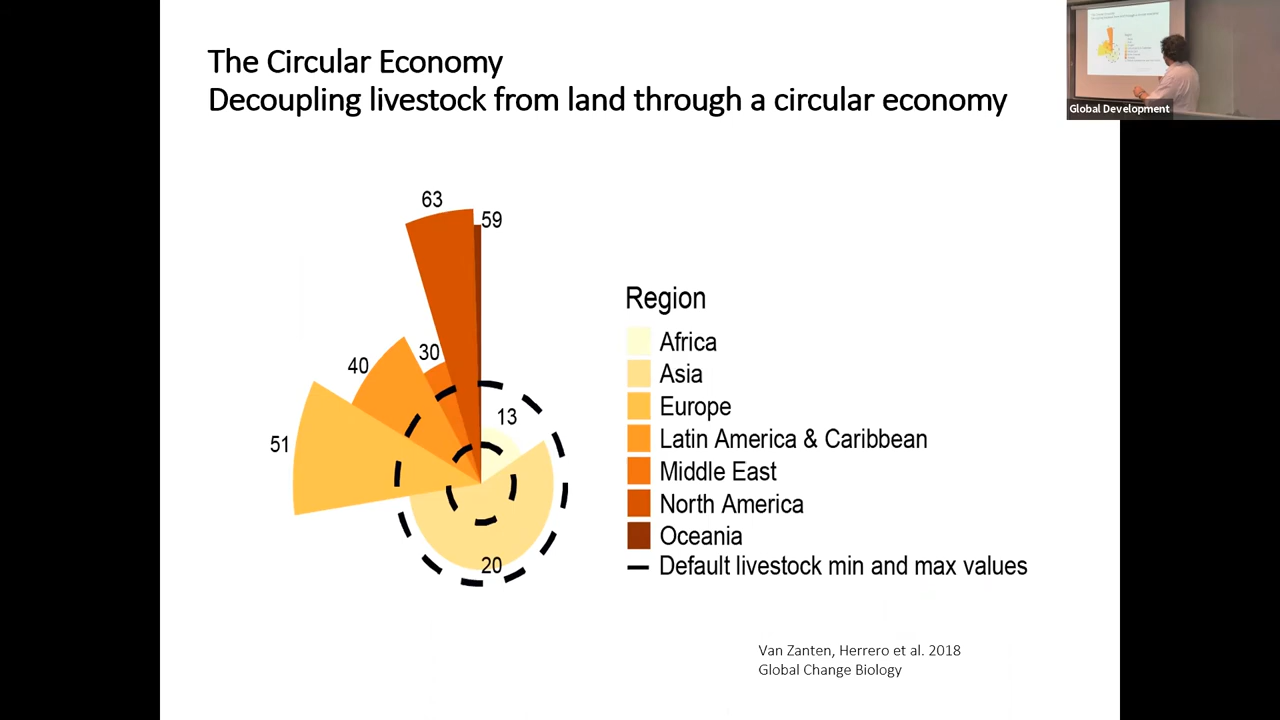 The Circular Economy
Decoupling livestock from land through a circular economy
Global Development
63
59
30
40
51
13
20
Region
Africa
Asia
Europe
Latin America & Caribbean
Middle East
North America
Oceania
Default livestock min and max values
Van Zanten, Herrero et al. 2018
Global Change Biology